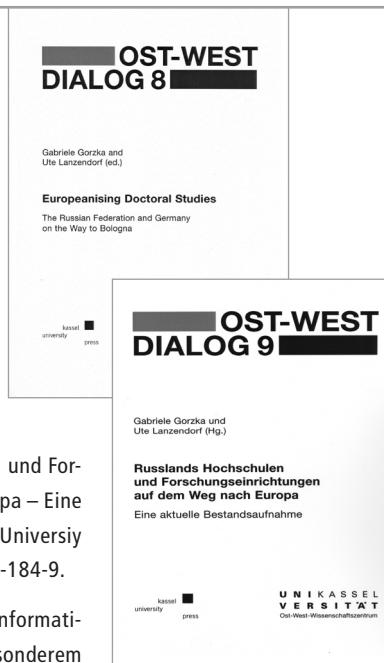 OST-WEST
DIALOG 8
Gabriele Gorzka and
Ute Lanzendorf (ed.)
Europeanising Doctoral Studies
The Russian Federation and Germany
on the Way to Bologna
kassel
university
press
OST-WEST
DIALOG 9
Gabriele Gorzka und
Ute Lanzendorf (Hg.)
Russlands Hochschulen
und Forschungseinrichtungen
auf dem Weg nach Europa
Eine aktuelle Bestandsaufnahme
kassel
university
press
UNIKASSEL
VERSITÄT
Ost-West-Wissenschaftszentrum
und For-
pa – Eine
Universiy
-184-9.
nformati-
sonderem